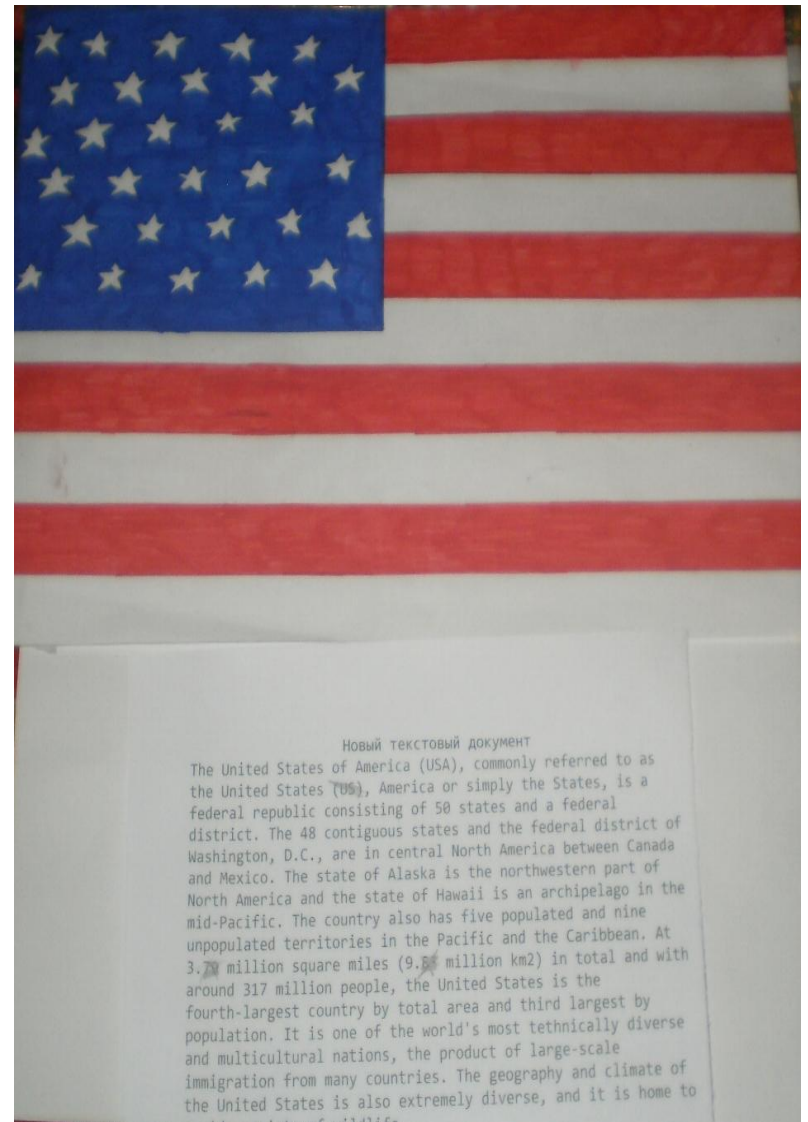 Новый текстовый документ
The United States of America (USA), commonly referred to as
the United States (US), America or simply the States, is a
federal republic consisting of 50 states and a federal
district. The 48 contiguous states and the federal district of
Washington, D.C., are in central North America between Canada
and Mexico. The state of Alaska is the northwestern part of
North America and the state of Hawaii is an archipelago in the
mid-Pacific. The country also has five populated and nine
unpopulated territories in the Pacific and the Caribbean. At
million square miles million km2) in total and with
around 317 million people, the United States is the
fourth-largest country by total area and third largest by
population. It is one of the world's most tethnically diverse
and multicultural nations, the product of large-scale
immigration from many countries. The geography and climate of
the United States is also extremely diverse, and it is home to